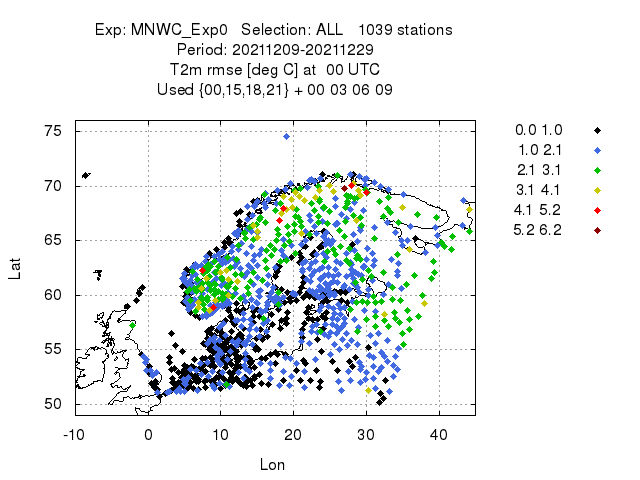 Exp: MNWC_Exp0   Selection: ALL   1039 stations
Period: 20211209-20211229
T2m rmse [deg C] at  00 UTC
Used {00,15,18,21} + 00 03 06 09
75
70
65
60
55
50
-10 0 10 20 30 40
Lat
Lon
0.0 1.0
1.0 2.1
2.1 3.1
3.1 4.1
4.1 5.2
5.2 6.2